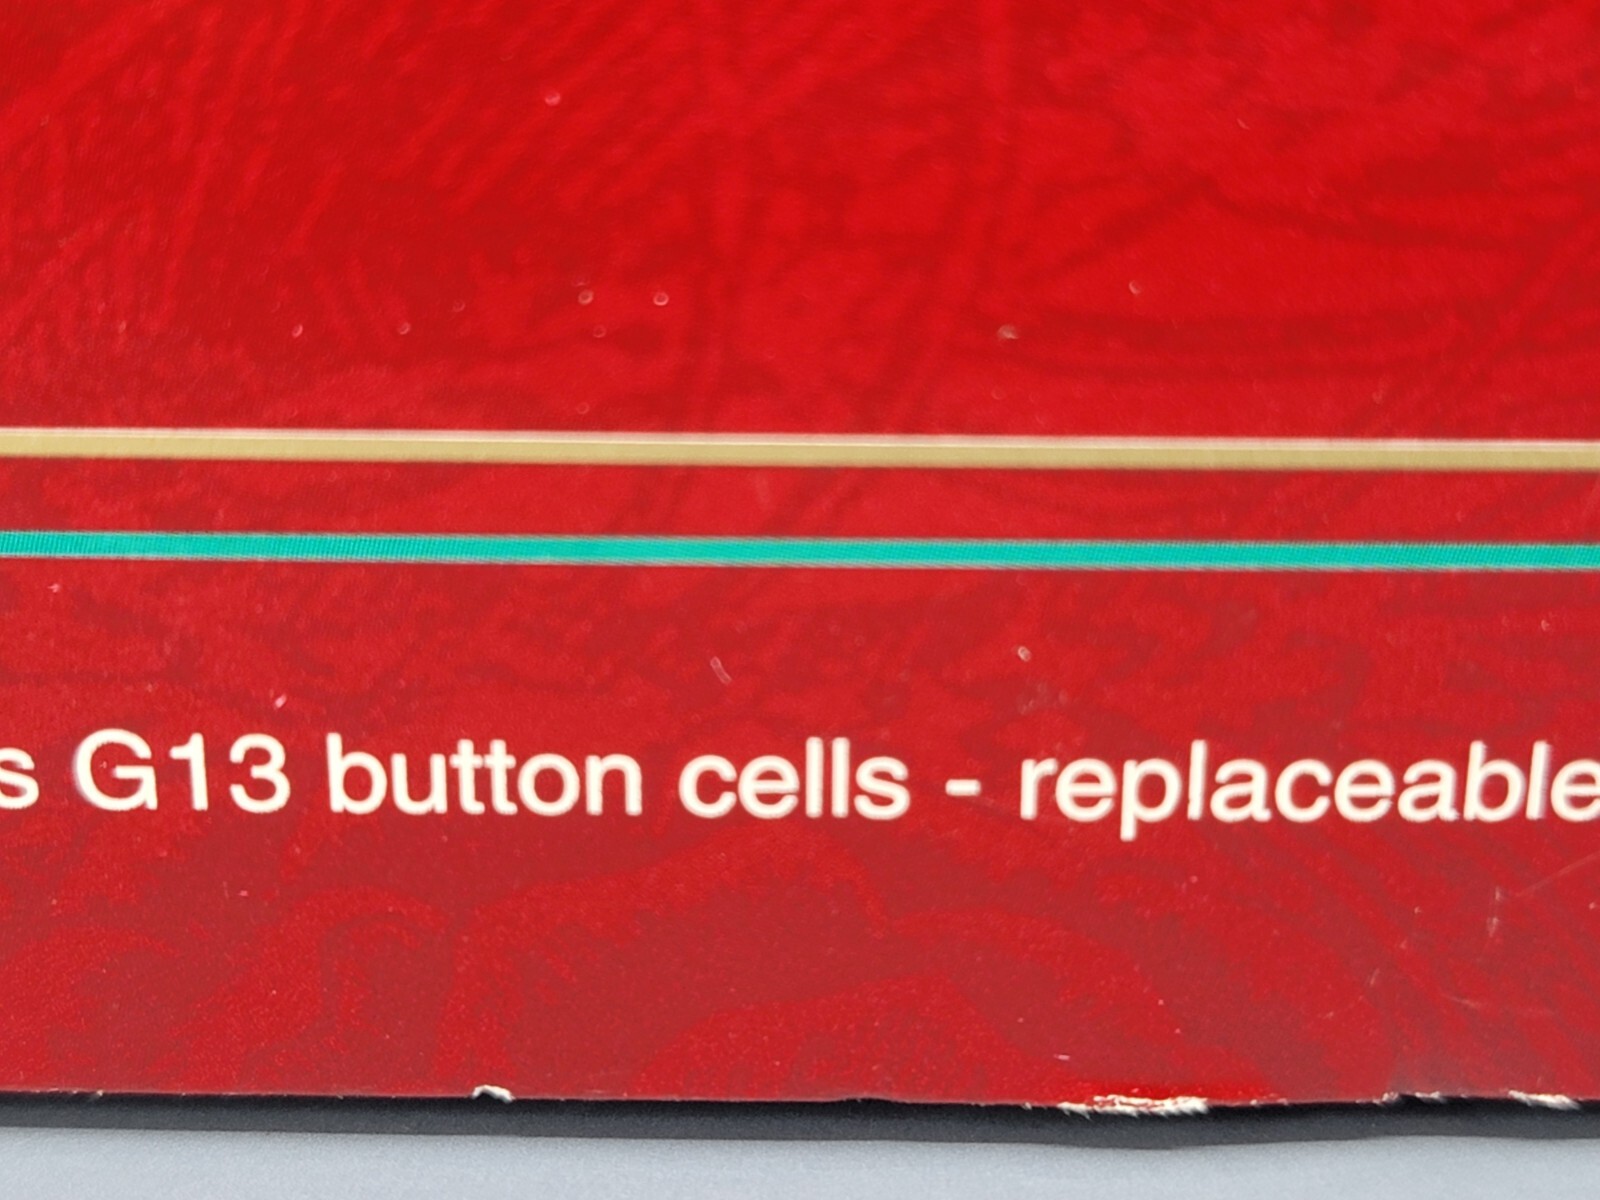 s G13 button cells - replaceable